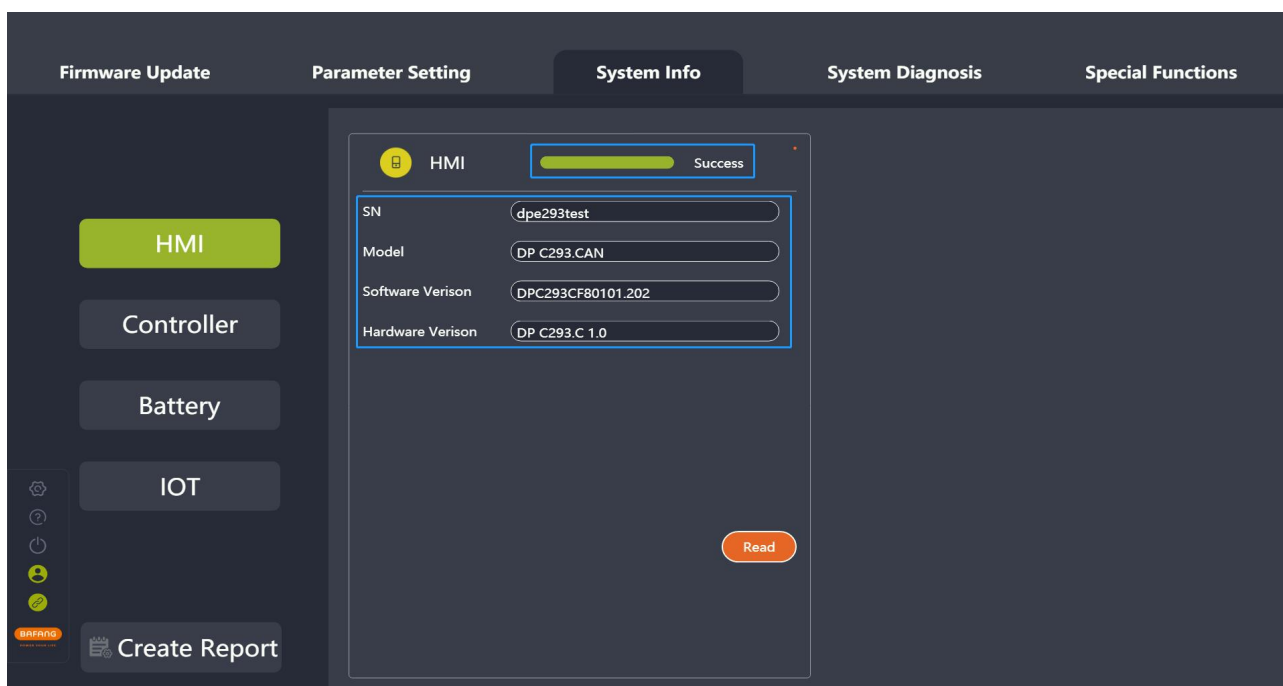 Firmware Update
Parameter Setting
System Info
System Diagnosis
Special Functions
HMI
Controller
Battery
IOT
BAFANG
Create Report
HMI
Success
SN
dpe293test
Model
DP C293.CAN
Software Verison
DPC293CF80101.202
Hardware Verison
DP C293.C 1.0
Read